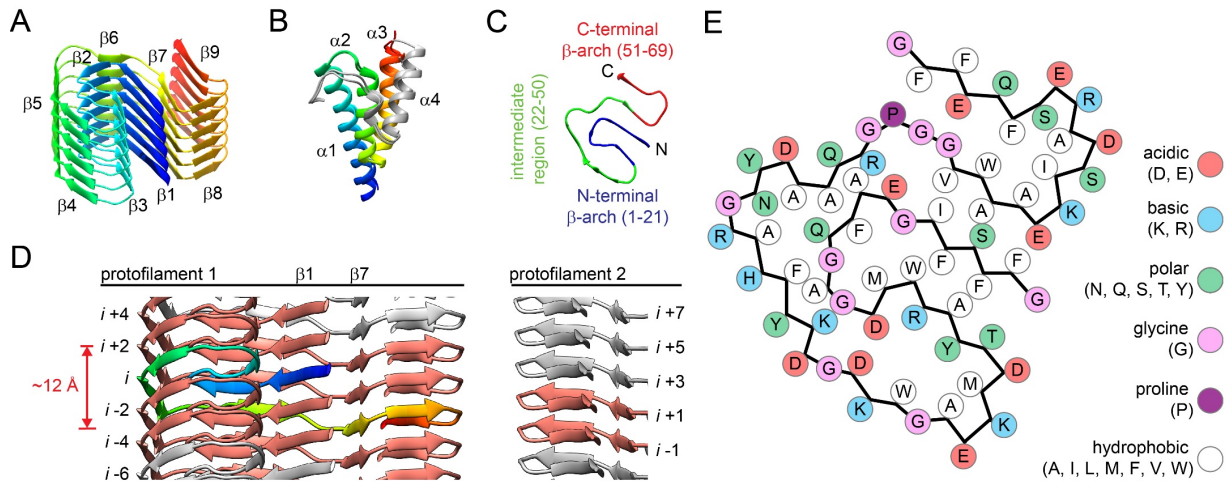 A
β6
β2
β7
β9
β5
β4
β3
β1
β8
B
α3
α2
α4
α1
C
C-terminal
β-arch (51-69)
C
intermediate
region (22-50)
N
N-terminal
β-arch (1-21)
D
protofilament 1
β1
β7
protofilament 2
i +4
i +2
i
i -2
i -4
i -6
~12 Å
i +7
i +5
i +3
i +1
i -1
E
G
F F Q E
E R
P S F
G G A D
Y D Q R G W I
A E V S
G N A A A
G I A K
R A Q F S E
G F W F
H F M
A F G A G
Y K D R T
Y
D G D D
W M
K A
G K
E
acidic
(D, E)
basic
(K, R)
polar
(N, Q, S, T, Y)
glycine
(G)
proline
(P)
hydrophobic
(A, I, L, M, F, V, W)